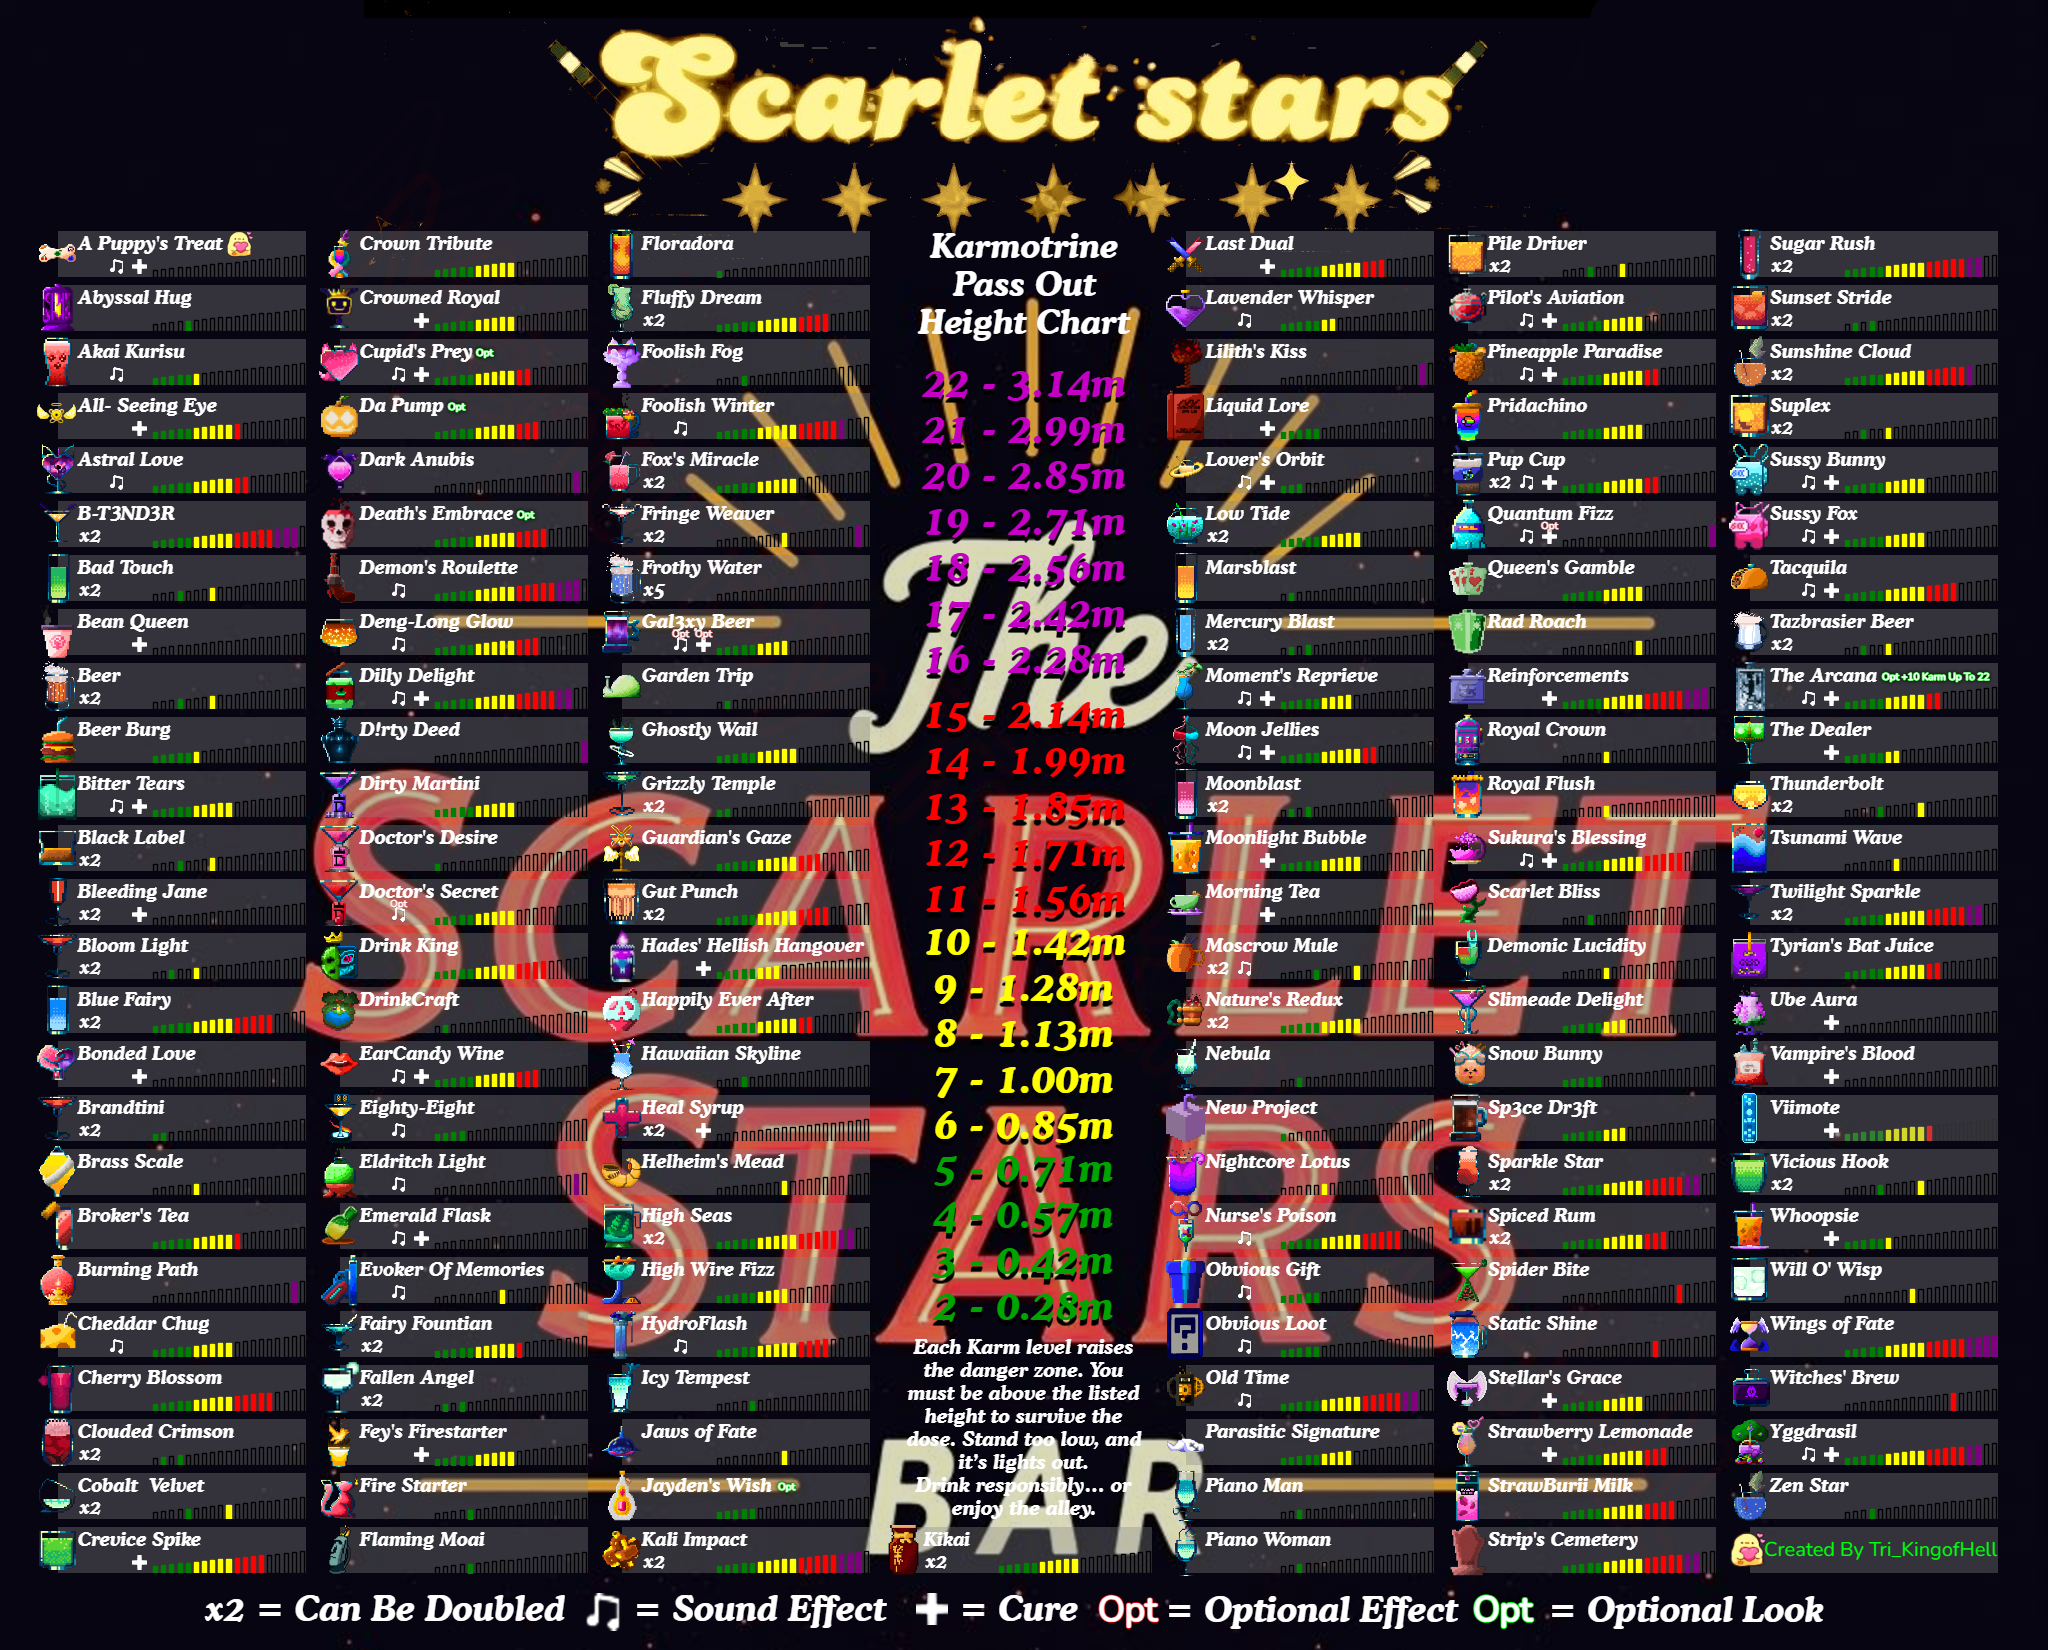 Scarlet stars
A Puppy's Treat
Abyssal Hug
Akai Kurisu
All- Seeing Eye
Astral Love
B-T3ND3R
x2
Bad Touch
x2
Bean Queen
Beer
x2
Beer Burg
Bitter Tears
Black Label
x2
Bleeding Jane
x2
Bloom Light
x2
Blue Fairy
x2
Bonded Love
Brandtini
x2
Brass Scale
Broker's Tea
Burning Path
Cheddar Chug
Cherry Blossom
Clouded Crimson
x2
Cobalt Velvet
x2
Crevice Spike
Crown Tribute
Crowned Royal
Cupid's Prey Opt
Da Pump Opt
Dark Anubis
Death's Embrace Opt
Demon's Roulette
Deng-Long Glow
Dilly Delight
D!rty Deed
Dirty Martini
Doctor's Desire
Doctor's Secret
Opt
Drink King
DrinkCraft
EarCandy Wine
Eighty-Eight
Eldritch Light
Emerald Flask
Evoker Of Memories
Fairy Fountian
x2
Fallen Angel
x2
Fey's Firestarter
Fire Starter
Flaming Moai
Floradora
Fluffy Dream
x2
Foolish Fog
Foolish Winter
Fox's Miracle
x2
Fringe Weaver
x2
Frothy Water
x5
Gal3xy Beer
Opt Opt
Garden Trip
Ghostly Wail
Grizzly Temple
x2
Guardian's Gaze
Gut Punch
x2
Hades' Hellish Hangover
Happily Ever After
Hawaiian Skyline
Heal Syrup
x2
Helheim's Mead
High Seas
x2
High Wire Fizz
HydroFlash
Icy Tempest
Jaws of Fate
Jayden's Wish Opt
Kali Impact
x2
Karmotrine
Pass Out
Height Chart
22 - 3.14m
21 - 2.99m
20 - 2.85m
19 - 2.71m
18 - 2.56m
17 - 2.42m
16 - 2.28m
15 - 2.14m
14 - 1.99m
13 - 1.85m
12 - 1.71m
11 - 1.56m
10 - 1.42m
9 - 1.28m
8 - 1.13m
7 - 1.00m
6 - 0.85m
5 - 0.71m
4 - 0.57m
3 - 0.42m
2 - 0.28m
Each Karm level raises
the danger zone. You
must be above the listed
height to survive the
dose. Stand too low, and
it's lights out.
Drink responsibly... or
enjoy the alley.
Kikai
x2
The
SCARLET
STARS
BAR
Last Dual
Lavender Whisper
Lilith's Kiss
Liquid Lore
Lover's Orbit
Low Tide
x2
Marsblast
Mercury Blast
x2
Moment's Reprieve
Moon Jellies
Moonblast
x2
Moonlight Bubble
Morning Tea
Moscrow Mule
x2
Nature's Redux
x2
Nebula
New Project
Nightcore Lotus
Nurse's Poison
Obvious Gift
Obvious Loot
Old Time
Parasitic Signature
Piano Man
Piano Woman
Pile Driver
x2
Pilot's Aviation
Pineapple Paradise
Pridachino
Pup Cup
x2
Quantum Fizz
Opt
Queen's Gamble
Rad Roach
Reinforcements
Royal Crown
Royal Flush
Sukura's Blessing
Scarlet Bliss
Demonic Lucidity
Slimeade Delight
Snow Bunny
Sp3ce Dr3ft
Sparkle Star
x2
Spiced Rum
x2
Spider Bite
Static Shine
Stellar's Grace
Strawberry Lemonade
StrawBurii Milk
Strip's Cemetery
Sugar Rush
x2
Sunset Stride
x2
Sunshine Cloud
x2
Suplex
x2
Sussy Bunny
Sussy Fox
Tacquila
Tazbrasier Beer
x2
The Arcana Opt +10 Karm Up To 22
The Dealer
Thunderbolt
x2
Tsunami Wave
Twilight Sparkle
x2
Tyrian's Bat Juice
Ube Aura
Vampire's Blood
Viimote
Vicious Hook
x2
Whoopsie
Will O' Wisp
Wings of Fate
Witches' Brew
Yggdrasil
Zen Star
Created By Tri_KingofHell
x2 = Can Be Doubled ♫ = Sound Effect ✚ = Cure Opt = Optional Effect Opt = Optional Look